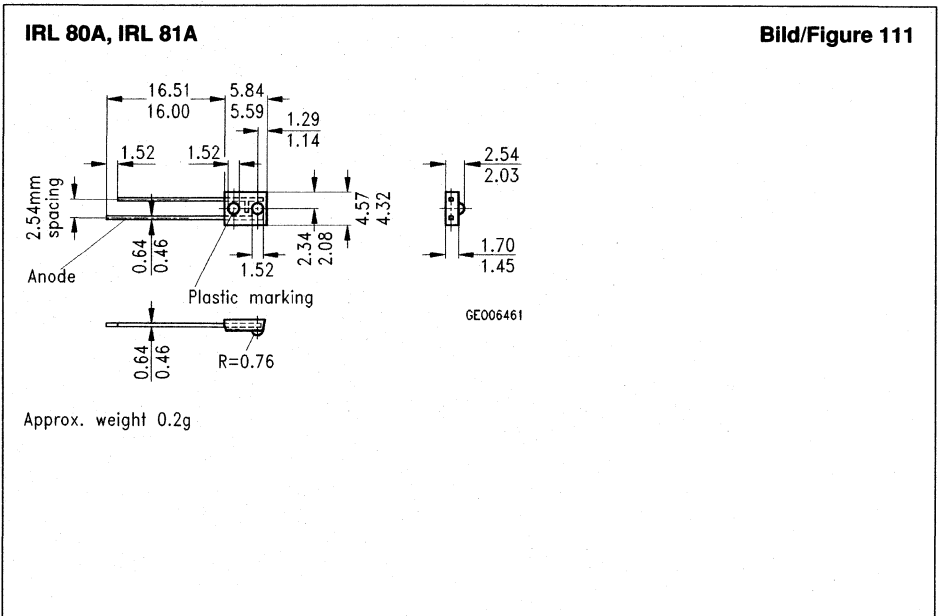 IRL 80A, IRL 81A
Bild/Figure 111
16.51
16.00
5.84
5.59
1.29
1.14
1.52
1.52
2.54
2.03
2.54mm
spacing
4.57
4.32
2.34
2.08
0.64
0.46
1.52
1.70
1.45
Anode
Plastic marking
GEO06461
0.64
0.46
R=0.76
Approx. weight 0.2g